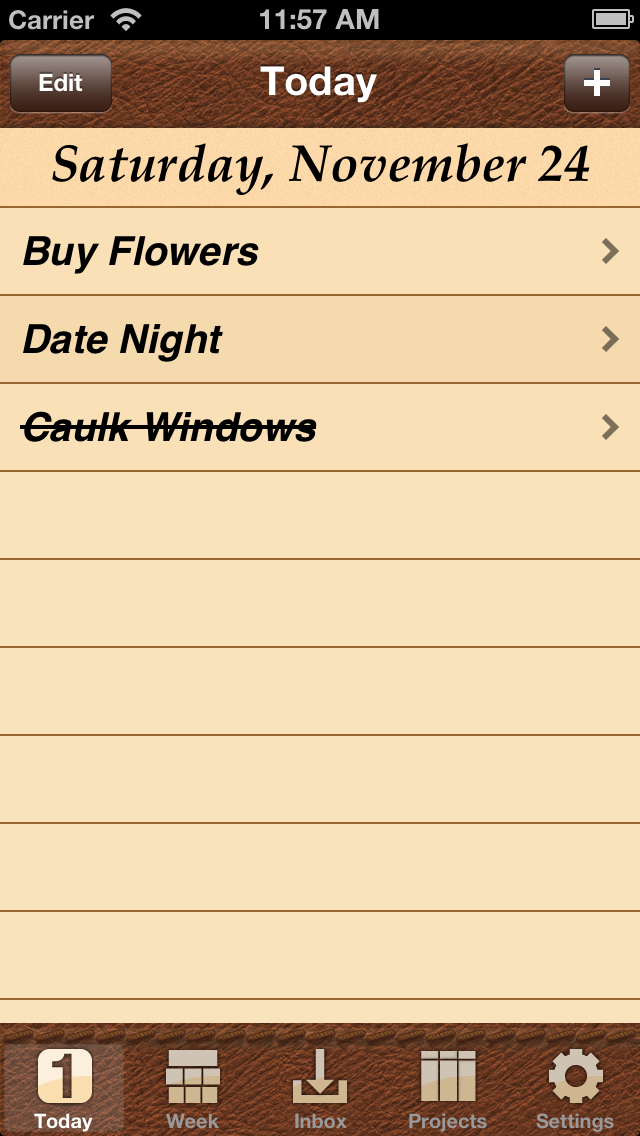 Carrier 11:57 AM
Edit Today +
Saturday, November 24
Buy Flowers
Date Night
Caulk Windows
1
Today Week Inbox Projects Settings